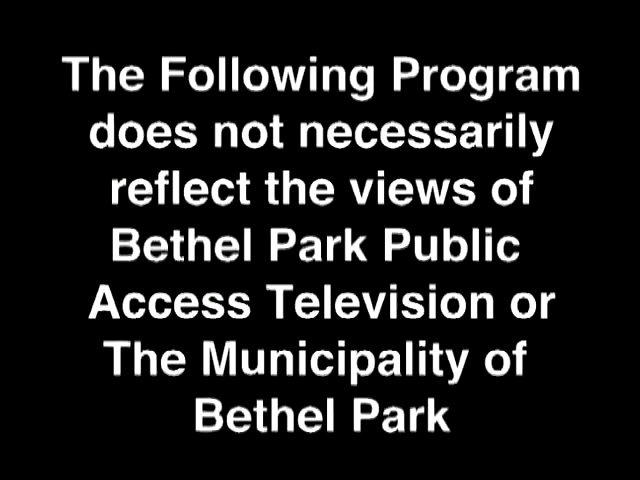 The Following Program
does not necessarily
reflect the views of
Bethel Park Public
Access Television or
The Municipality of
Bethel Park